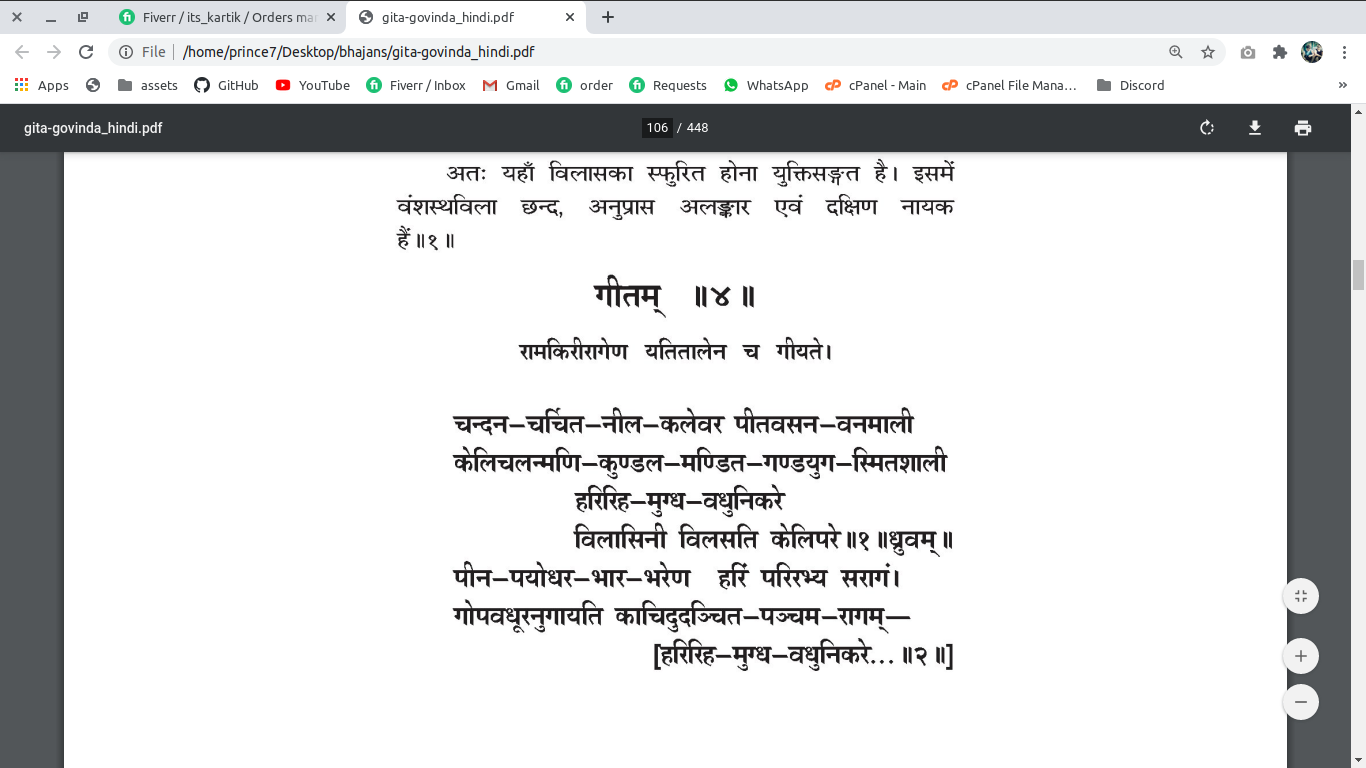 Fiverr / its_kartik / Orders ma
gita-govinda_hindi.pdf
File
/home/prince7/Desktop/bhajans/gita-govinda_hindi.pdf
Apps
assets
GitHub
YouTube
Fiverr / Inbox
Gmail
order
Requests
WhatsApp
cPanel - Main
cPanel File Mana…
Discord
»
gita-govinda_hindi.pdf
106 / 448
अतः यहाँ विलासका स्फुरित होना युक्तिसङ्गत है। इसमें
वंशस्थविला छन्द, अनुप्रास अलङ्कार एवं दक्षिण नायक
हैं॥१॥
गीतम् ॥४॥
रामकिरीरागेण यतितालेन च गीयते।
चन्दन–चर्चित–नील–कलेवर पीतवसन–वनमाली
केलिचलन्मणि–कुण्डल–मण्डित–गण्डयुग–स्मितशाली
हरिरिह–मुग्ध–वधुनिकरे
विलासिनी विलसति केलिपरे॥१॥ध्रुवम्॥
पीन–पयोधर–भार–भरेण हरिं परिरभ्य सरागं।
गोपवधूरनुगायति काचिदुदञ्चित–पञ्चम–रागम्—
[हरिरिह–मुग्ध–वधुनिकरे...॥२॥]